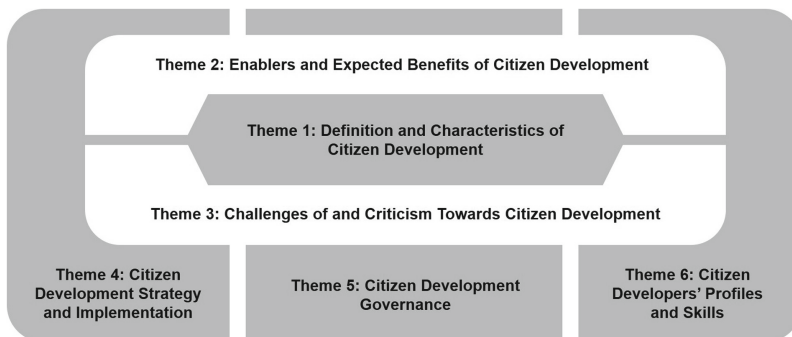 Theme 2: Enablers and Expected Benefits of Citizen Development
Theme 1: Definition and Characteristics of
Citizen Development
Theme 3: Challenges of and Criticism Towards Citizen Development
Theme 4: Citizen
Development Strategy
and Implementation
Theme 5: Citizen Development
Governance
Theme 6: Citizen
Developers’ Profiles
and Skills